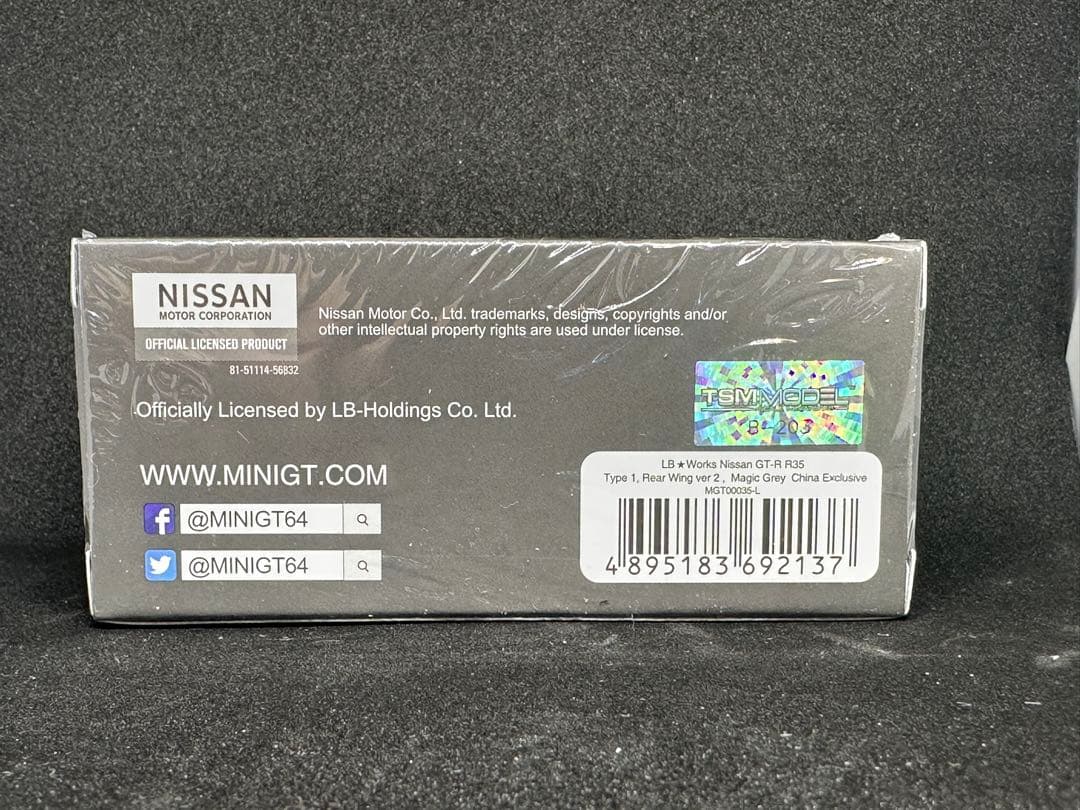 NISSAN
MOTOR CORPORATION
OFFICIAL LICENSED PRODUCT
81-51114-56832
Nissan Motor Co., Ltd. trademarks, designs, copyrights and/or
other intellectual property rights are used under license.
Officially Licensed by LB-Holdings Co. Ltd.
WWW.MINIGT.COM
f @MINIGT64
@MINIGT64
TSM MODEL
B-203
LB★Works Nissan GT-R R35
Type 1, Rear Wing ver 2 , Magic Grey China Exclusive
MGT00035-L
4 895183 692137